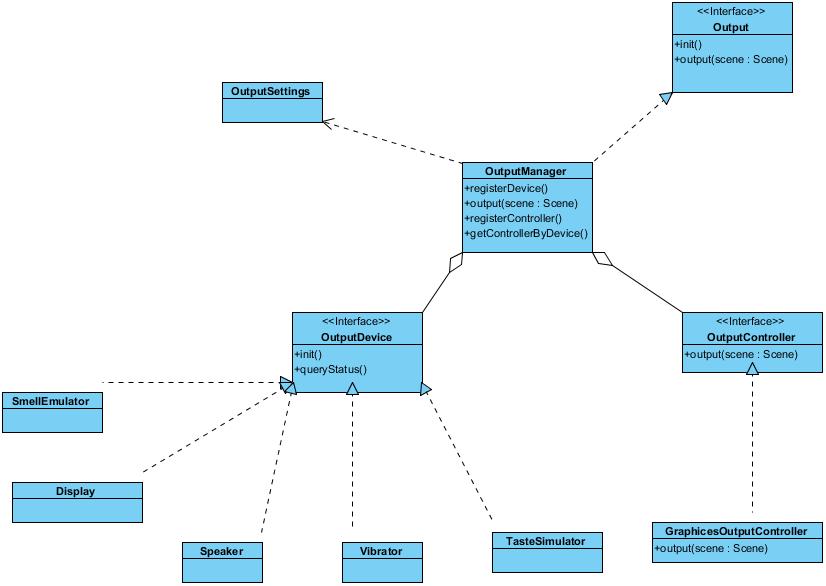 <<Interface>>
Output
+init()
+output(scene : Scene)
OutputSettings
OutputManager
+registerDevice()
+output(scene : Scene)
+registerController()
+getControllerByDevice()
<<Interface>>
OutputDevice
+init()
+queryStatus()
<<Interface>>
OutputController
+output(scene : Scene)
SmellEmulator
Display
Speaker
Vibrator
TasteSimulator
GraphicesOutputController
+output(scene : Scene)